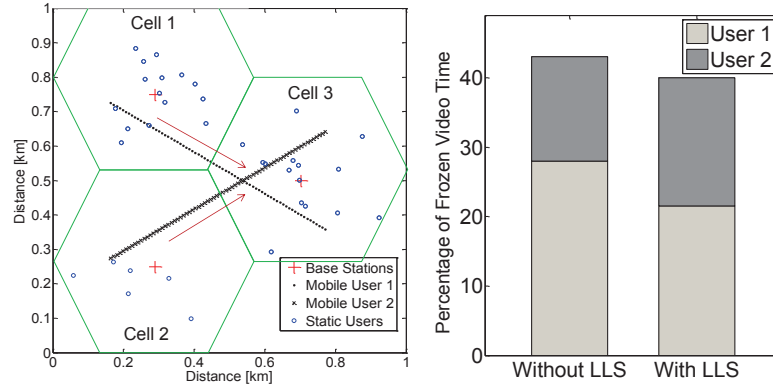 1
0.9
0.8
0.7
0.6
0.5
0.4
0.3
0.2
0.1
0
Distance [km]
Cell 1
Cell 3
Cell 2
Base Stations
Mobile User 1
Mobile User 2
Static Users
0 0.2 0.4 0.6 0.8 1
Distance [km]
Percentage of Frozen Video Time
40
30
20
10
0
User 1
User 2
Without LLS With LLS